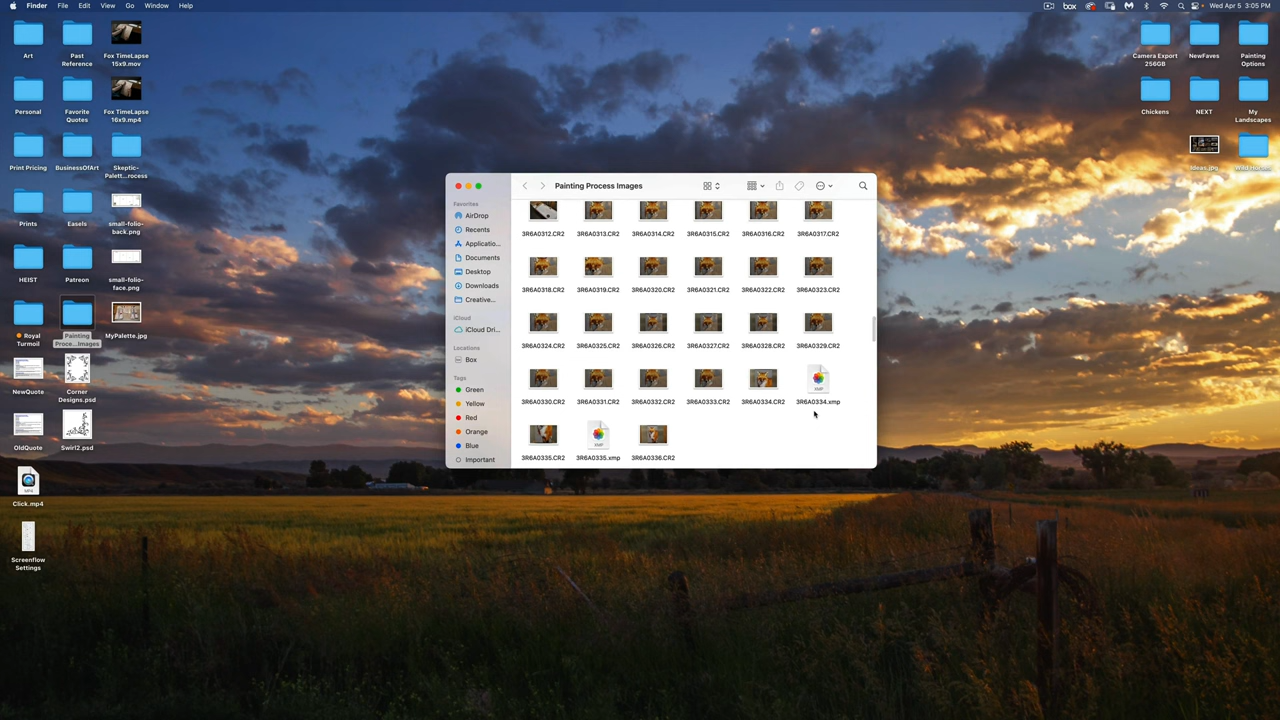 Finder File Edit View Go Window Help
box
Wed Apr 5 3:05 PM
Art
Past
Reference
Fox TimeLapse
15x9.mov
Personal
Favorite
Quotes
Fox TimeLapse
16x9.mp4
Print Pricing
BusinessOfArt
Skeptic-
Palett...rocess
Prints
Easels
small-folio-
back.png
HEIST
Patreon
small-folio-
face.png
Royal
Turmoil
Painting
Proce...Images
MyPalette.jpg
NewQuote
Corner
Designs.psd
OldQuote
Swirl2.psd
MP4
Click.mp4
Screenflow
Settings
Painting Process Images
Favorites
AirDrop
Recents
Applicatio...
Documents
Desktop
Downloads
Creative...
iCloud
iCloud Dri...
Locations
Box
Tags
Green
Yellow
Red
Orange
Blue
Important
3R6A0312.CR2 3R6A0313.CR2 3R6A0314.CR2 3R6A0315.CR2 3R6A0316.CR2 3R6A0317.CR2
3R6A0318.CR2 3R6A0319.CR2 3R6A0320.CR2 3R6A0321.CR2 3R6A0322.CR2 3R6A0323.CR2
3R6A0324.CR2 3R6A0325.CR2 3R6A0326.CR2 3R6A0327.CR2 3R6A0328.CR2 3R6A0329.CR2
XMP
3R6A0330.CR2 3R6A0331.CR2 3R6A0332.CR2 3R6A0333.CR2 3R6A0334.CR2 3R6A0334.xmp
XMP
3R6A0335.CR2 3R6A0335.xmp 3R6A0336.CR2
Camera Export
256GB
NewFaves
Painting
Options
Chickens
NEXT
My
Landscapes
Ideas.jpg
Wild Horses